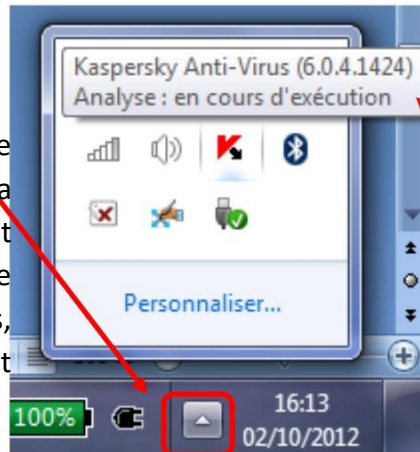 Kaspersky Anti-Virus (6.0.4.1424)
Analyse : en cours d'exécution
Personnaliser...
100%
16:13
02/10/2012